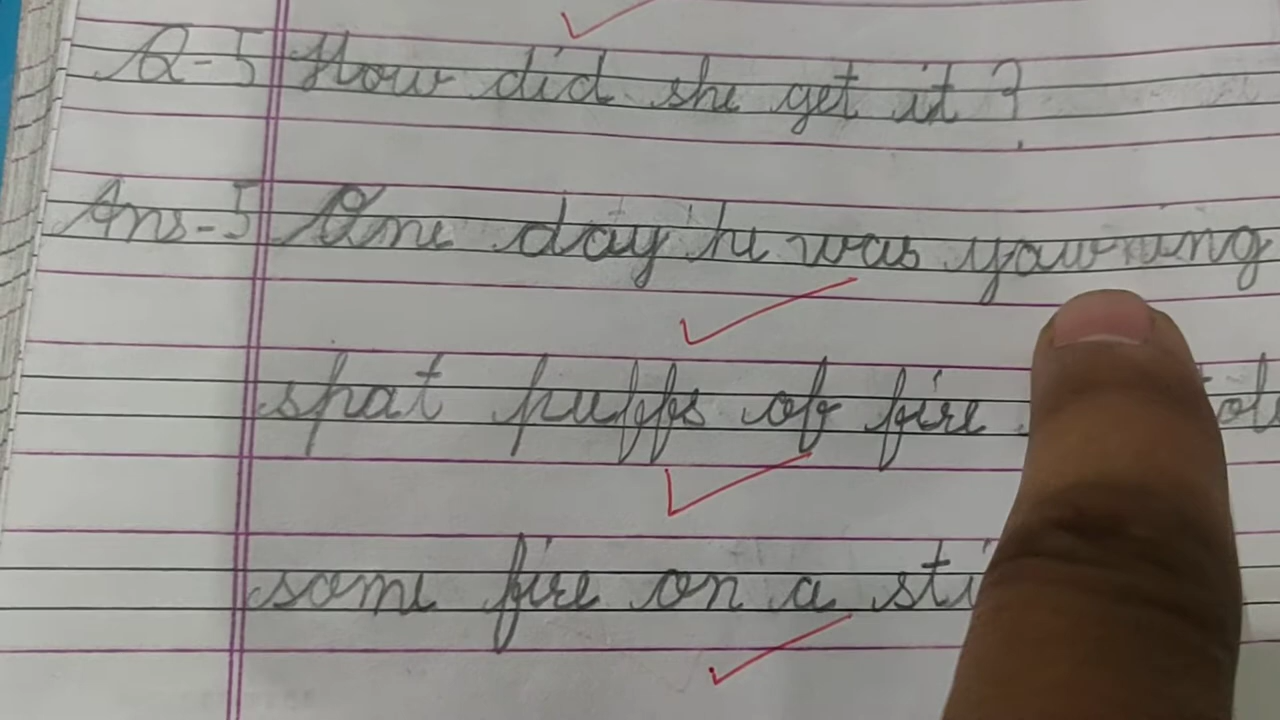 Q-5 How did she get it ?
Ans-5 One day he was yawning
spat puffs of fire
some fire on a